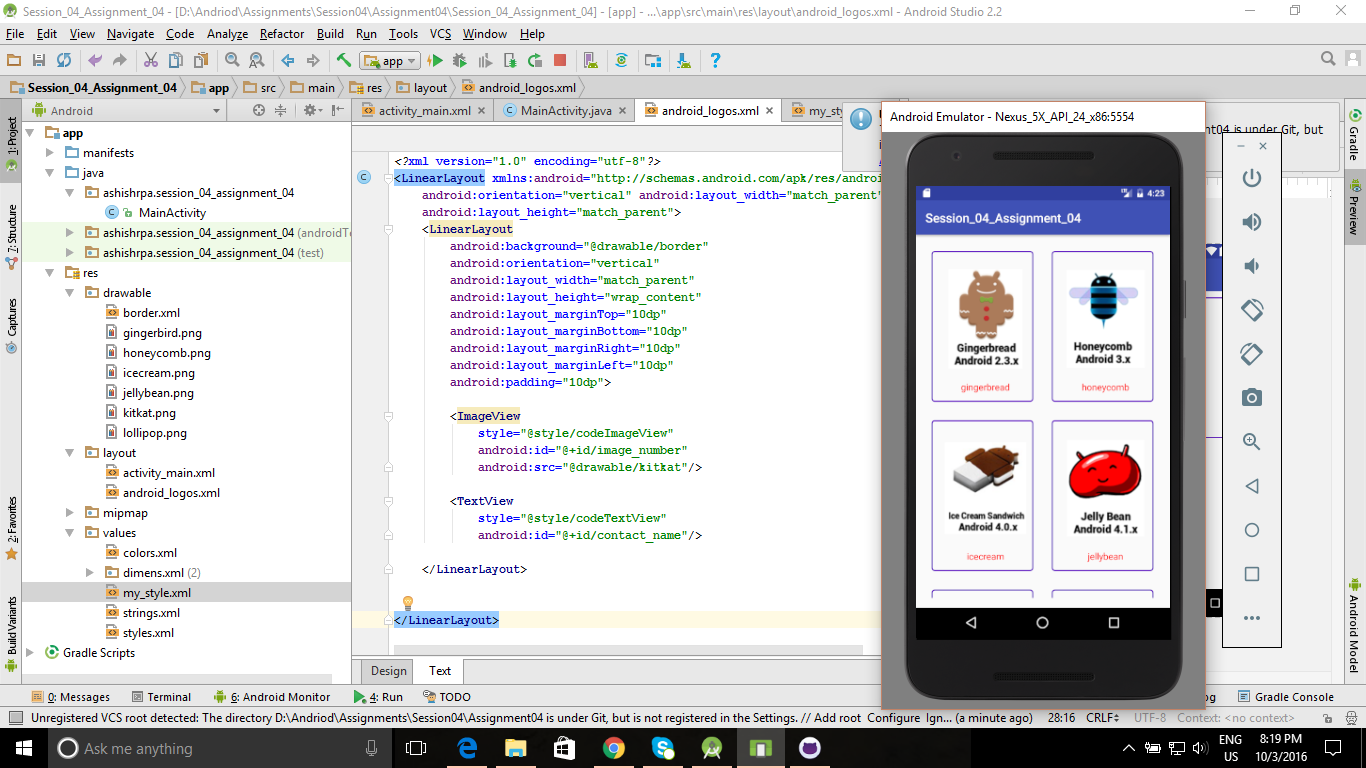 Session_04_Assignment_04 - [D:\Andriod\Assignments\Session04\Assignment04\Session_04_Assignment_04] - [app] - ...\app\src\main\res\layout\android_logos.xml - Android Studio 2.2
File Edit View Navigate Code Analyze Refactor Build Run Tools VCS Window Help
app
Session_04_Assignment_04 app src main res layout android_logos.xml
Android
activity_main.xml MainActivity.java android_logos.xml my_sty
1: Project
7: Structure
Captures
2: Favorites
Build Variants
app
manifests
java
ashishrpa.session_04_assignment_04
MainActivity
ashishrpa.session_04_assignment_04 (androidTe
ashishrpa.session_04_assignment_04 (test)
res
drawable
border.xml
gingerbird.png
honeycomb.png
icecream.png
jellybean.png
kitkat.png
lollipop.png
layout
activity_main.xml
android_logos.xml
mipmap
values
colors.xml
dimens.xml (2)
my_style.xml
strings.xml
styles.xml
Gradle Scripts
<?xml version="1.0" encoding="utf-8"?>
<LinearLayout xmlns:android="http://schemas.android.com/apk/res/androi
android:orientation="vertical" android:layout_width="match_parent"
android:layout_height="match_parent">
<LinearLayout
android:background="@drawable/border"
android:orientation="vertical"
android:layout_width="match_parent"
android:layout_height="wrap_content"
android:layout_marginTop="10dp"
android:layout_marginBottom="10dp"
android:layout_marginRight="10dp"
android:layout_marginLeft="10dp"
android:padding="10dp">
<ImageView
style="@style/codeImageView"
android:id="@+id/image_number"
android:src="@drawable/kitkat"/>
<TextView
style="@style/codeTextView"
android:id="@+id/contact_name"/>
</LinearLayout>
</LinearLayout>
Design Text
Android Emulator - Nexus_5X_API_24_x86:5554
nt04 is under Git, but
4:23
Session_04_Assignment_04
Gingerbread
Android 2.3.x
gingerbread
Honeycomb
Android 3.x
honeycomb
Ice Cream Sandwich
Android 4.0.x
icecream
Jelly Bean
Android 4.1.x
jellybean
Gradle
Preview
Android Model
0: Messages Terminal 6: Android Monitor 4: Run TODO
og Gradle Console
Unregistered VCS root detected: The directory D:\Andriod\Assignments\Session04\Assignment04 is under Git, but is not registered in the Settings. // Add root Configure Ign... (a minute ago) 28:16 CRLF UTF-8 Context: <no context>
Ask me anything
ENG
US
8:19 PM
10/3/2016